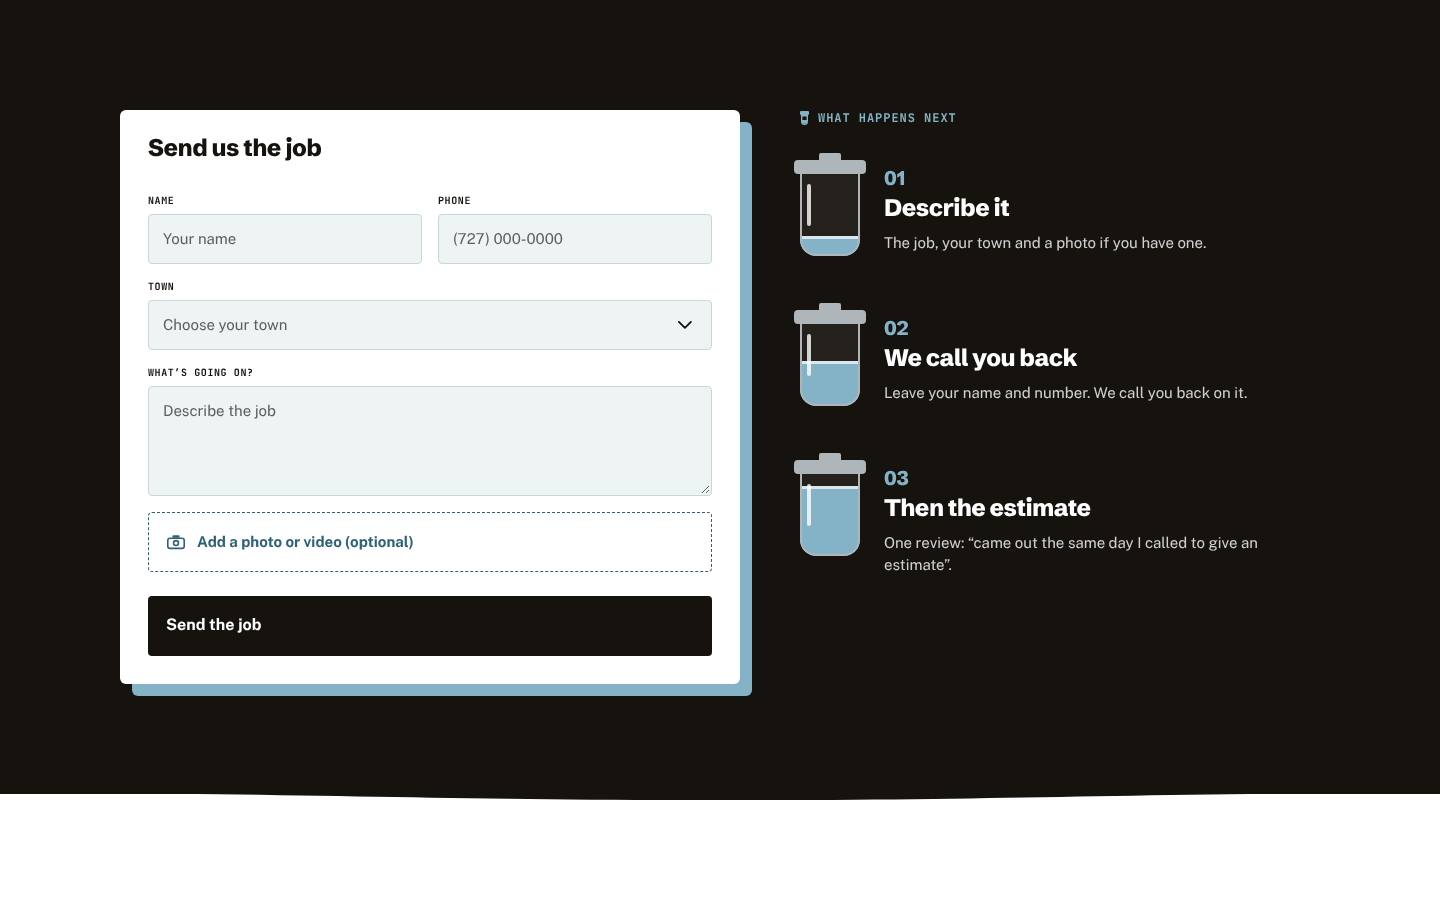 Send us the job
NAME
PHONE
Your name
(727) 000-0000
TOWN
Choose your town
WHAT’S GOING ON?
Describe the job
Add a photo or video (optional)
Send the job
WHAT HAPPENS NEXT
01
Describe it
The job, your town and a photo if you have one.
02
We call you back
Leave your name and number. We call you back on it.
03
Then the estimate
One review: “came out the same day I called to give an
estimate”.